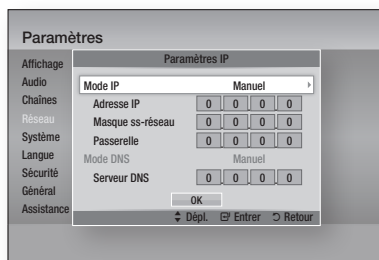 Paramètres
Affichage
Audio
Chaînes
Réseau
Système
Langue
Sécurité
Général
Assistance
Paramètres IP
Mode IP Manuel
Adresse IP 0 . 0 . 0 . 0
Masque ss-réseau 0 . 0 . 0 . 0
Passerelle 0 . 0 . 0 . 0
Mode DNS Manuel
Serveur DNS 0 . 0 . 0 . 0
OK
Dépl. Entrer Retour